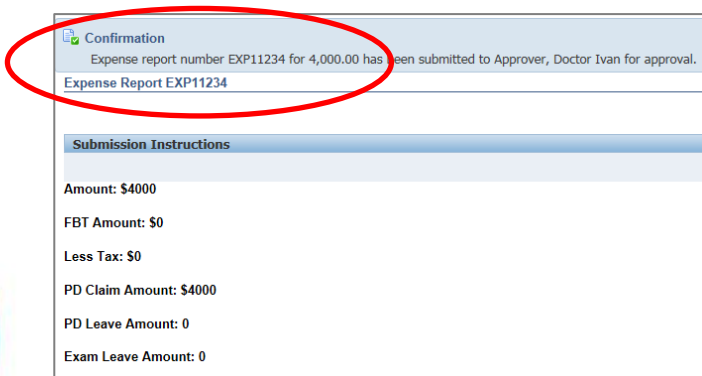 Confirmation
Expense report number EXP11234 for 4,000.00 has been submitted to Approver, Doctor Ivan for approval.
Expense Report EXP11234
Submission Instructions
Amount: $4000
FBT Amount: $0
Less Tax: $0
PD Claim Amount: $4000
PD Leave Amount: 0
Exam Leave Amount: 0